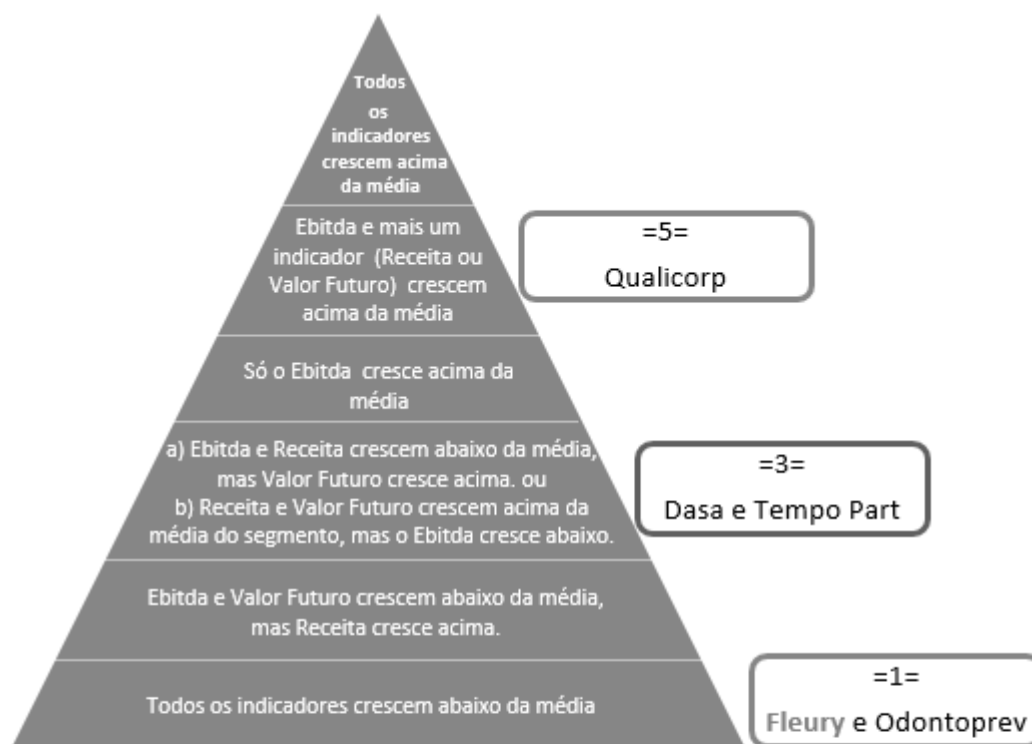 Todos
os
indicadores
crescem acima
da média
Ebitda e mais um
indicador (Receita ou
Valor Futuro) crescem
acima da média
=5=
Qualicorp
Só o Ebitda cresce acima da
média
a) Ebitda e Receita crescem abaixo da média,
mas Valor Futuro cresce acima. ou
b) Receita e Valor Futuro crescem acima da
média do segmento, mas o Ebitda cresce abaixo.
=3=
Dasa e Tempo Part
Ebitda e Valor Futuro crescem abaixo da média,
mas Receita cresce acima.
Todos os indicadores crescem abaixo da média
=1=
Fleury e Odontoprev